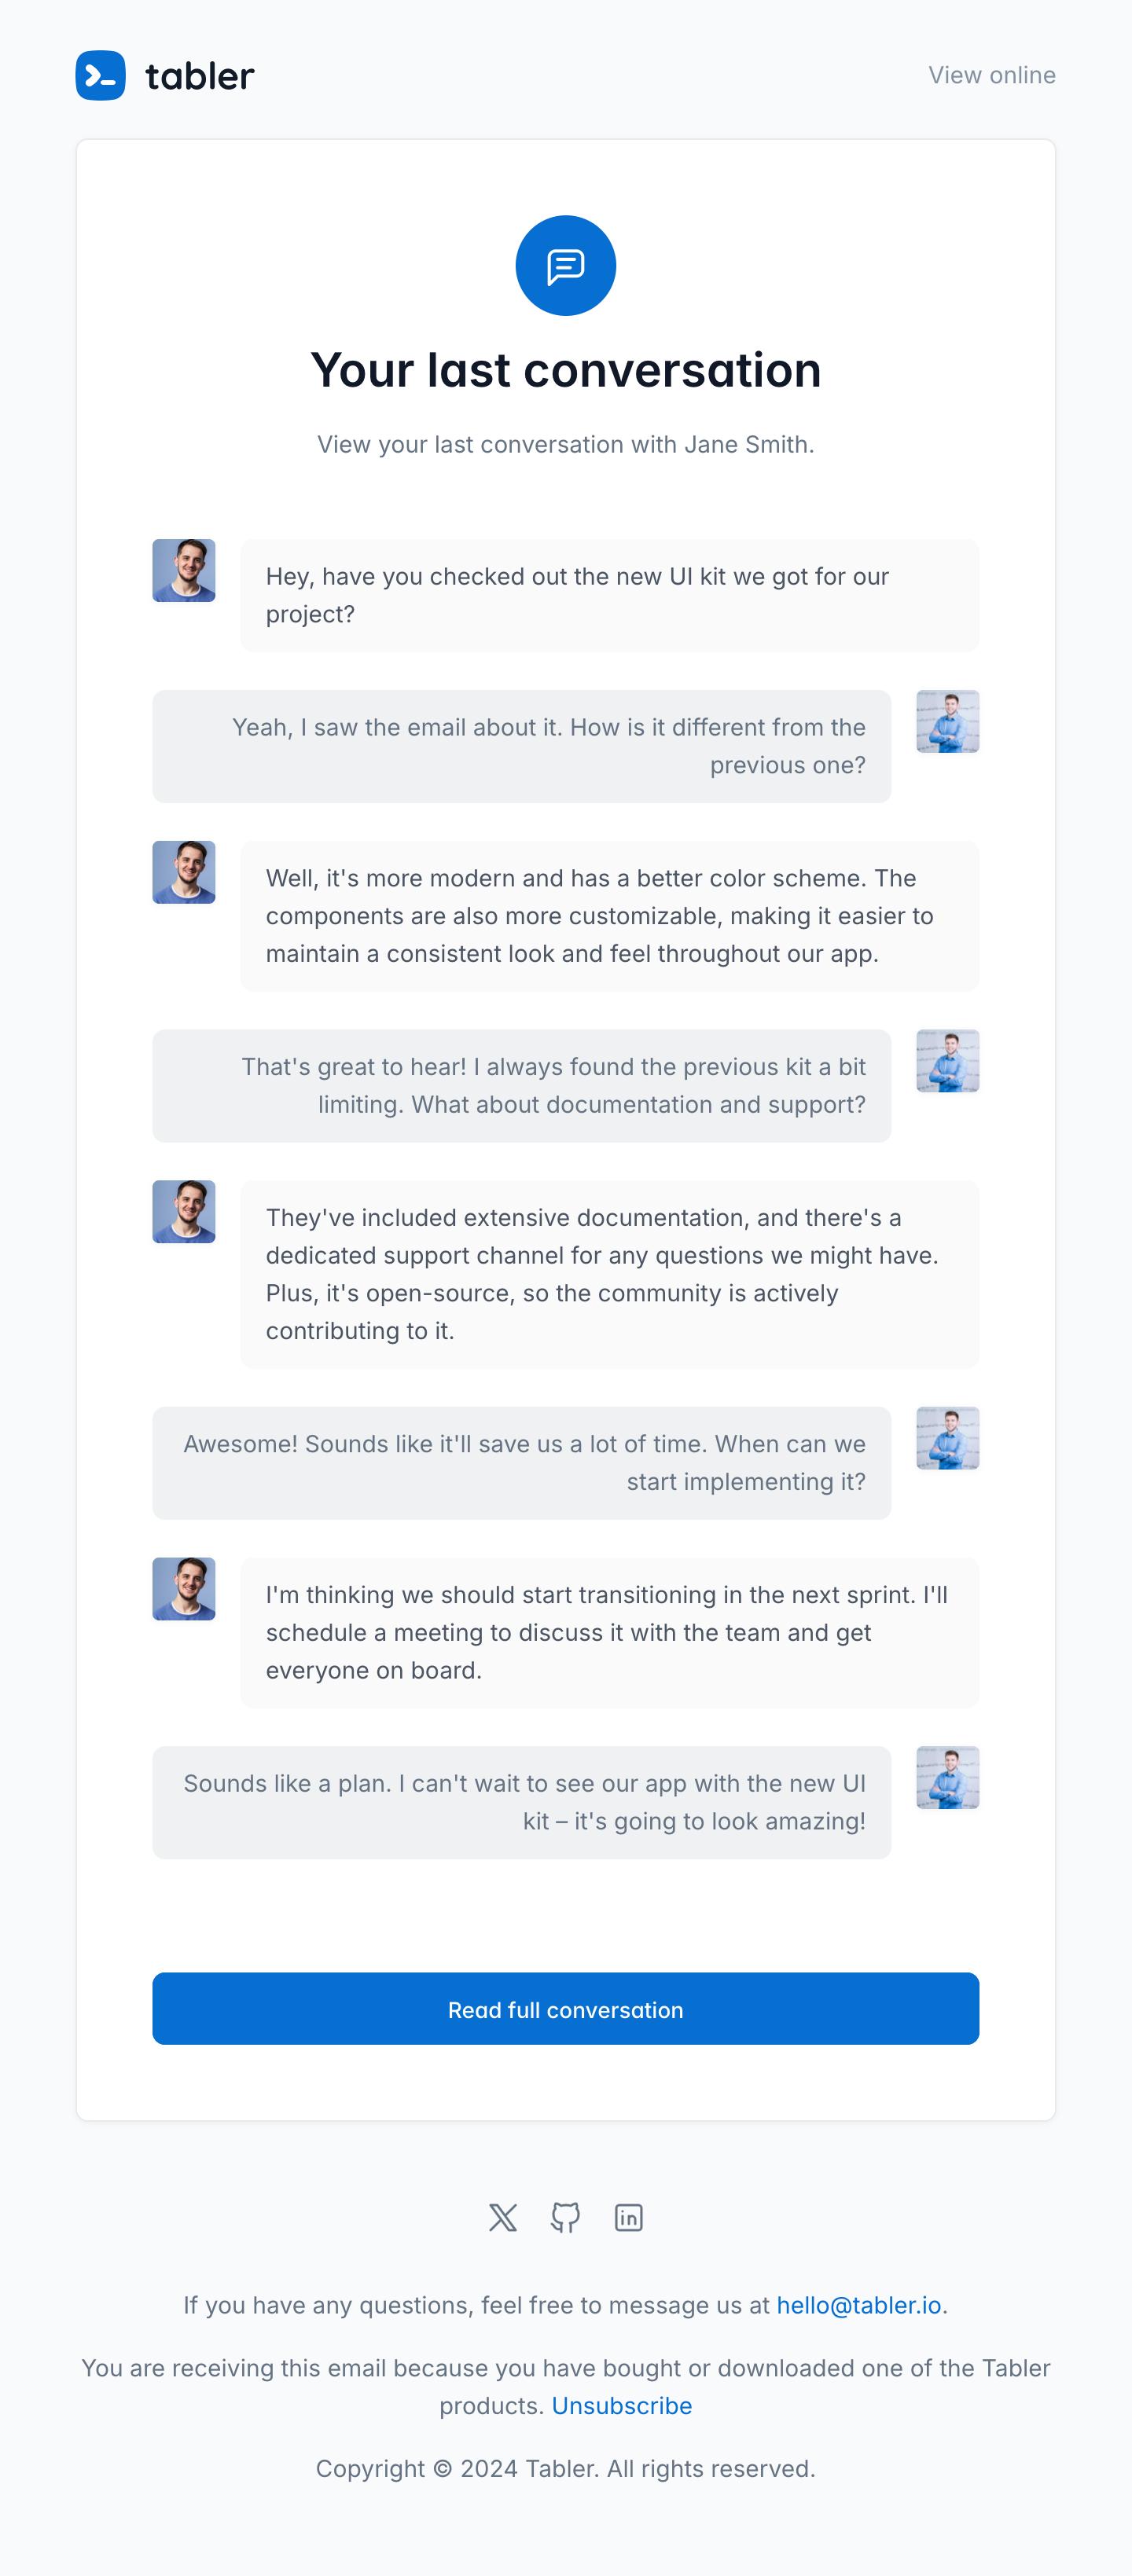 tabler
View online
Your last conversation
View your last conversation with Jane Smith.
Hey, have you checked out the new UI kit we got for our
project?
Yeah, I saw the email about it. How is it different from the
previous one?
Well, it's more modern and has a better color scheme. The
components are also more customizable, making it easier to
maintain a consistent look and feel throughout our app.
That's great to hear! I always found the previous kit a bit
limiting. What about documentation and support?
They've included extensive documentation, and there's a
dedicated support channel for any questions we might have.
Plus, it's open-source, so the community is actively
contributing to it.
Awesome! Sounds like it'll save us a lot of time. When can we
start implementing it?
I'm thinking we should start transitioning in the next sprint. I'll
schedule a meeting to discuss it with the team and get
everyone on board.
Sounds like a plan. I can't wait to see our app with the new UI
kit – it's going to look amazing!
Read full conversation
If you have any questions, feel free to message us at hello@tabler.io.
You are receiving this email because you have bought or downloaded one of the Tabler
products. Unsubscribe
Copyright © 2024 Tabler. All rights reserved.